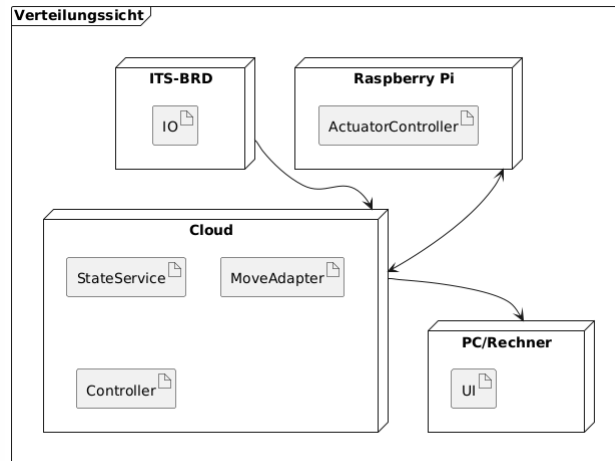 Verteilungssicht
ITS-BRD
IO
Raspberry Pi
ActuatorController
Cloud
StateService
MoveAdapter
Controller
PC/Rechner
UI